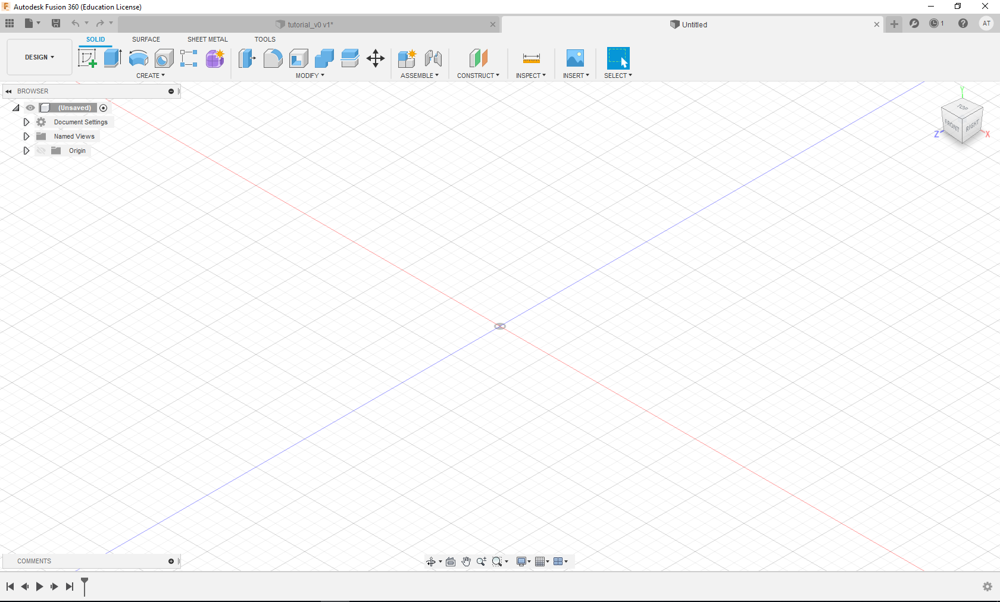 Autodesk Fusion 360 (Education License)
tutorial_v0 v1*
Untitled
1
AT
DESIGN
SOLID
SURFACE
SHEET METAL
TOOLS
CREATE
MODIFY
ASSEMBLE
CONSTRUCT
INSPECT
INSERT
SELECT
BROWSER
(Unsaved)
Document Settings
Named Views
Origin
Y
TOP
FRONT
RIGHT
Z
X
COMMENTS